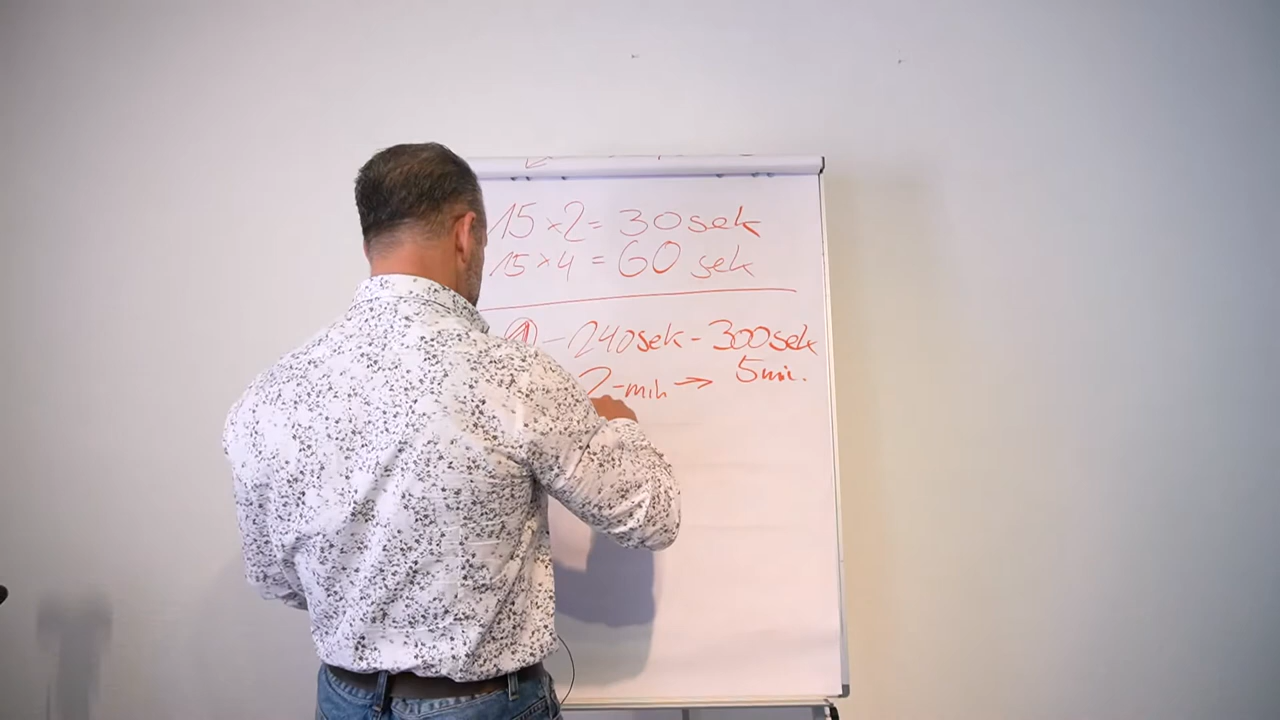 15 x 2 = 30 sek
15 x 4 = 60 sek
1 - 240 sek - 300 sek
2 - min → 5 min.